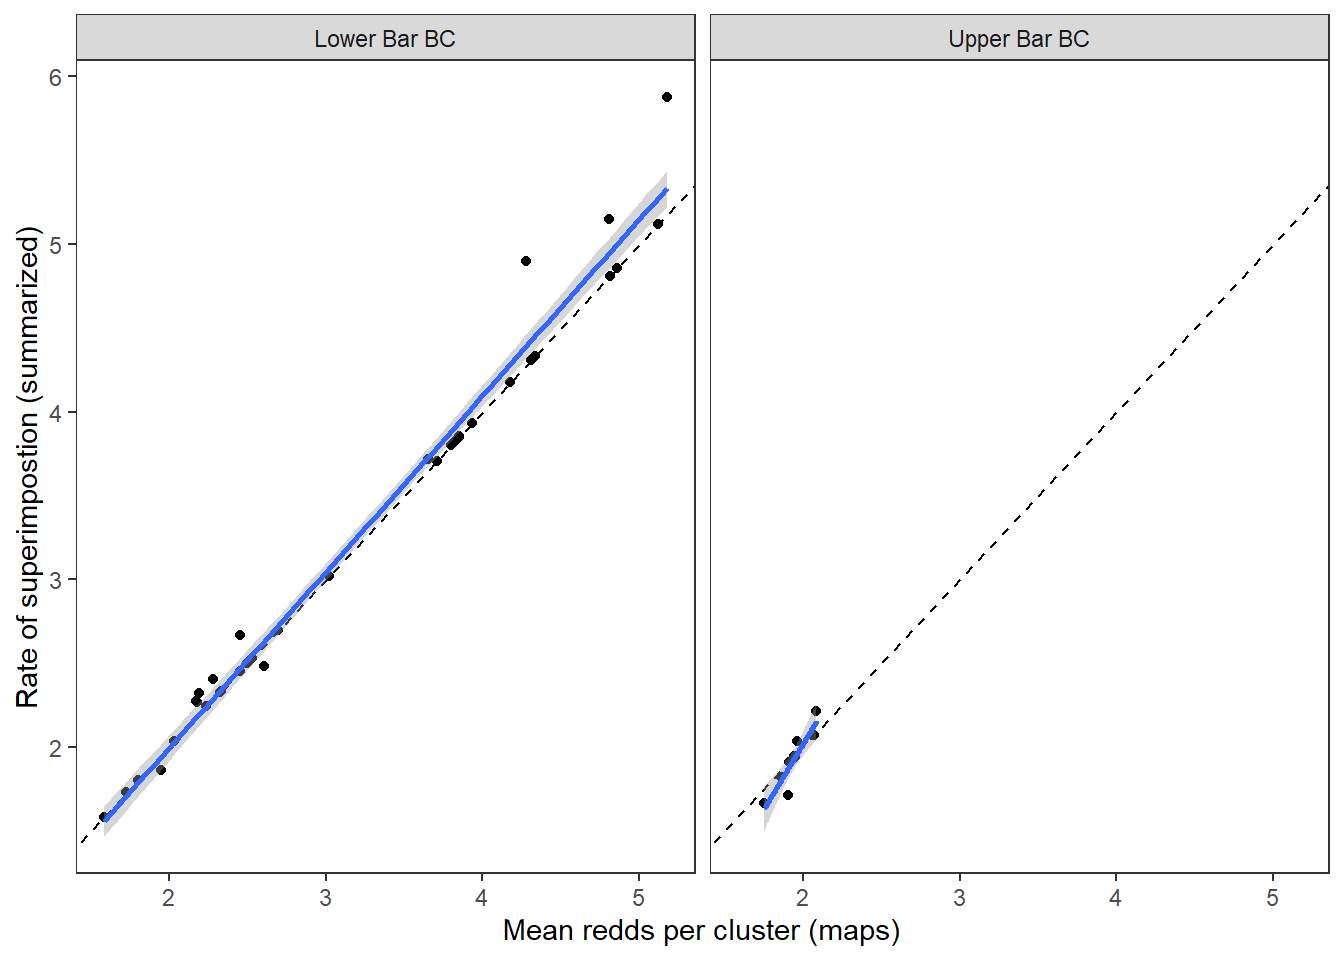 Lower Bar BC
Upper Bar BC
Rate of superimpostion (summarized)
6
5
4
3
2
2 3 4 5
2 3 4 5
Mean redds per cluster (maps)